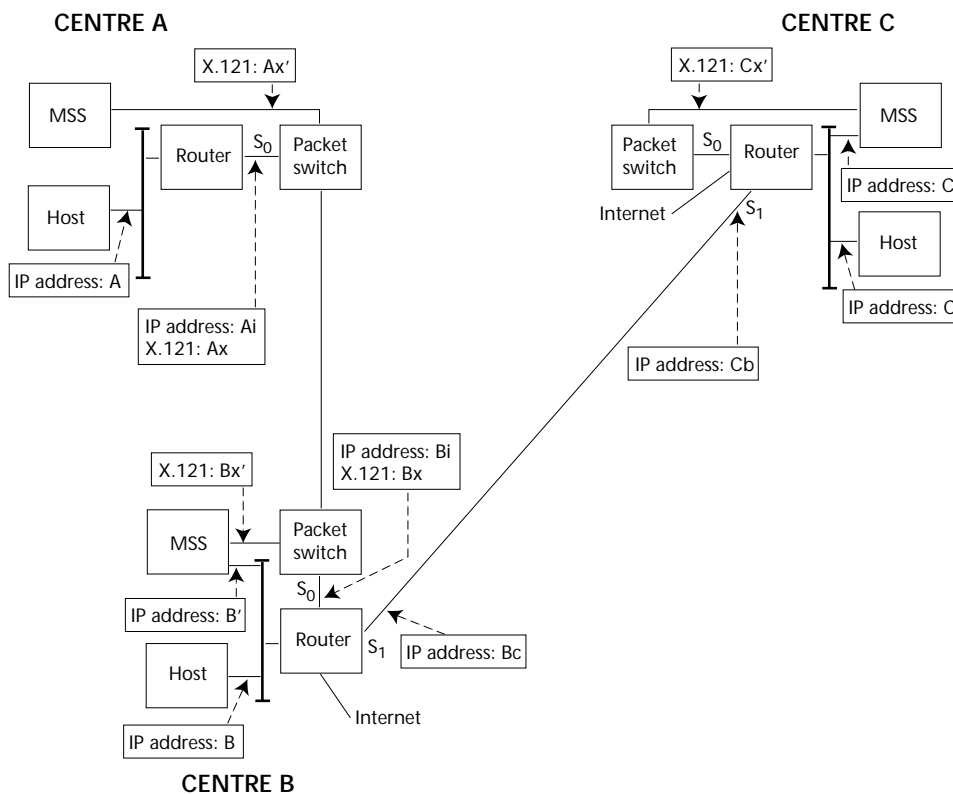 CENTRE A
CENTRE C
X.121: Ax′
X.121: Cx′
MSS
Router
S0
Packet
switch
Host
IP address: A
IP address: Ai
X.121: Ax
Packet
switch
S0
Router
MSS
Internet
S1
IP address: C
Host
IP address: C
IP address: Cb
X.121: Bx′
IP address: Bi
X.121: Bx
MSS
Packet
switch
S0
IP address: B′
Router
S1
IP address: Bc
Host
Internet
IP address: B
CENTRE B